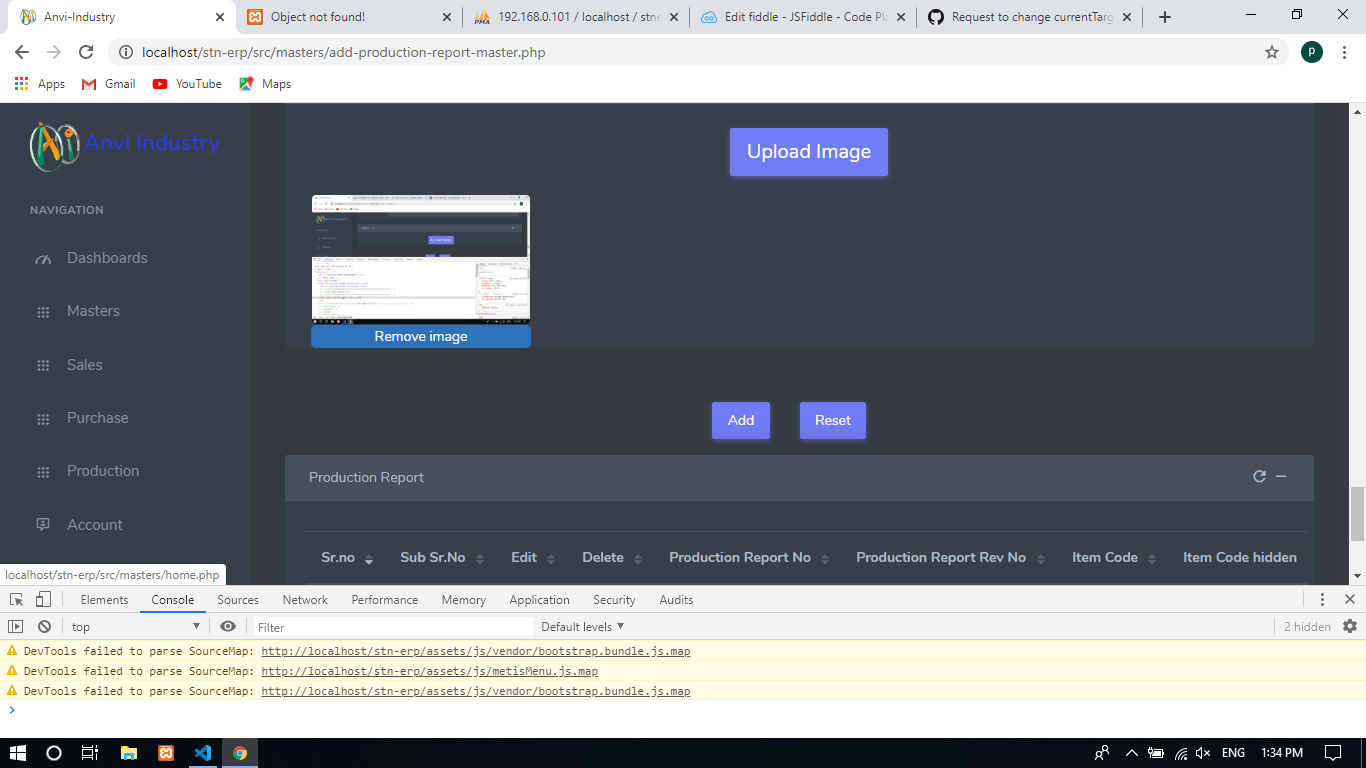 Anvi-Industry
Object not found!
192.168.0.101 / localhost / stne
Edit fiddle - JSFiddle - Code Pla
Request to change currentTarg
localhost/stn-erp/src/masters/add-production-report-master.php
P
Apps
Gmail
YouTube
Maps
Anvi Industry
NAVIGATION
Dashboards
Masters
Sales
Purchase
Production
Account
Upload Image
Remove image
Add
Reset
Production Report
Sr.no
Sub Sr.No
Edit
Delete
Production Report No
Production Report Rev No
Item Code
Item Code hidden
localhost/stn-erp/src/masters/home.php
Elements
Console
Sources
Network
Performance
Memory
Application
Security
Audits
top
Filter
Default levels
2 hidden
DevTools failed to parse SourceMap: http://localhost/stn-erp/assets/js/vendor/bootstrap.bundle.js.map
DevTools failed to parse SourceMap: http://localhost/stn-erp/assets/js/metisMenu.js.map
DevTools failed to parse SourceMap: http://localhost/stn-erp/assets/js/vendor/bootstrap.bundle.js.map
ENG
1:34 PM